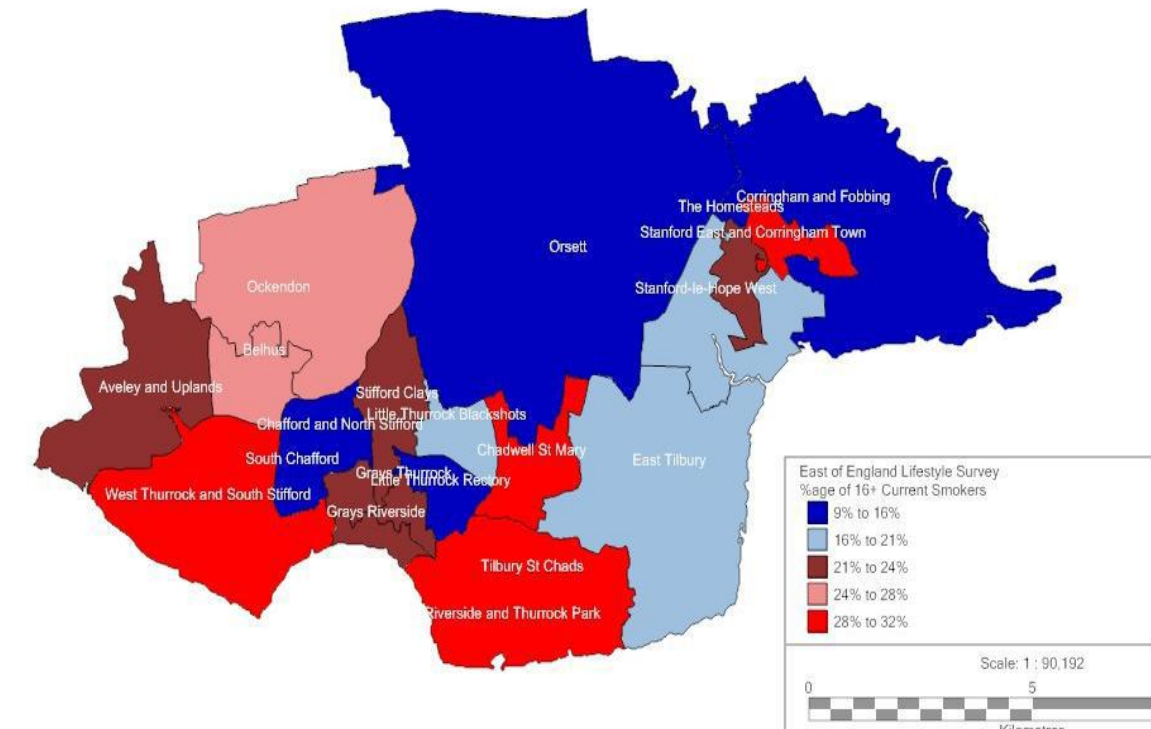 Corringham and Fobbing
The Homesteads
Stanford East and Corringham Town
Orsett
Ockendon
Stanford-le-Hope West
Belhus
Aveley and Uplands
Stifford Clays
Little Thurrock Blackshots
Chafford and North Stifford
Chadwell St Mary
South Chafford
East Tilbury
Grays Thurrock
Little Thurrock Rectory
West Thurrock and South Stifford
Grays Riverside
Tilbury St Chads
Riverside and Thurrock Park
East of England Lifestyle Survey
%age of 16+ Current Smokers
9% to 16%
16% to 21%
21% to 24%
24% to 28%
28% to 32%
Scale: 1 : 90,192
0 5
Kilometres